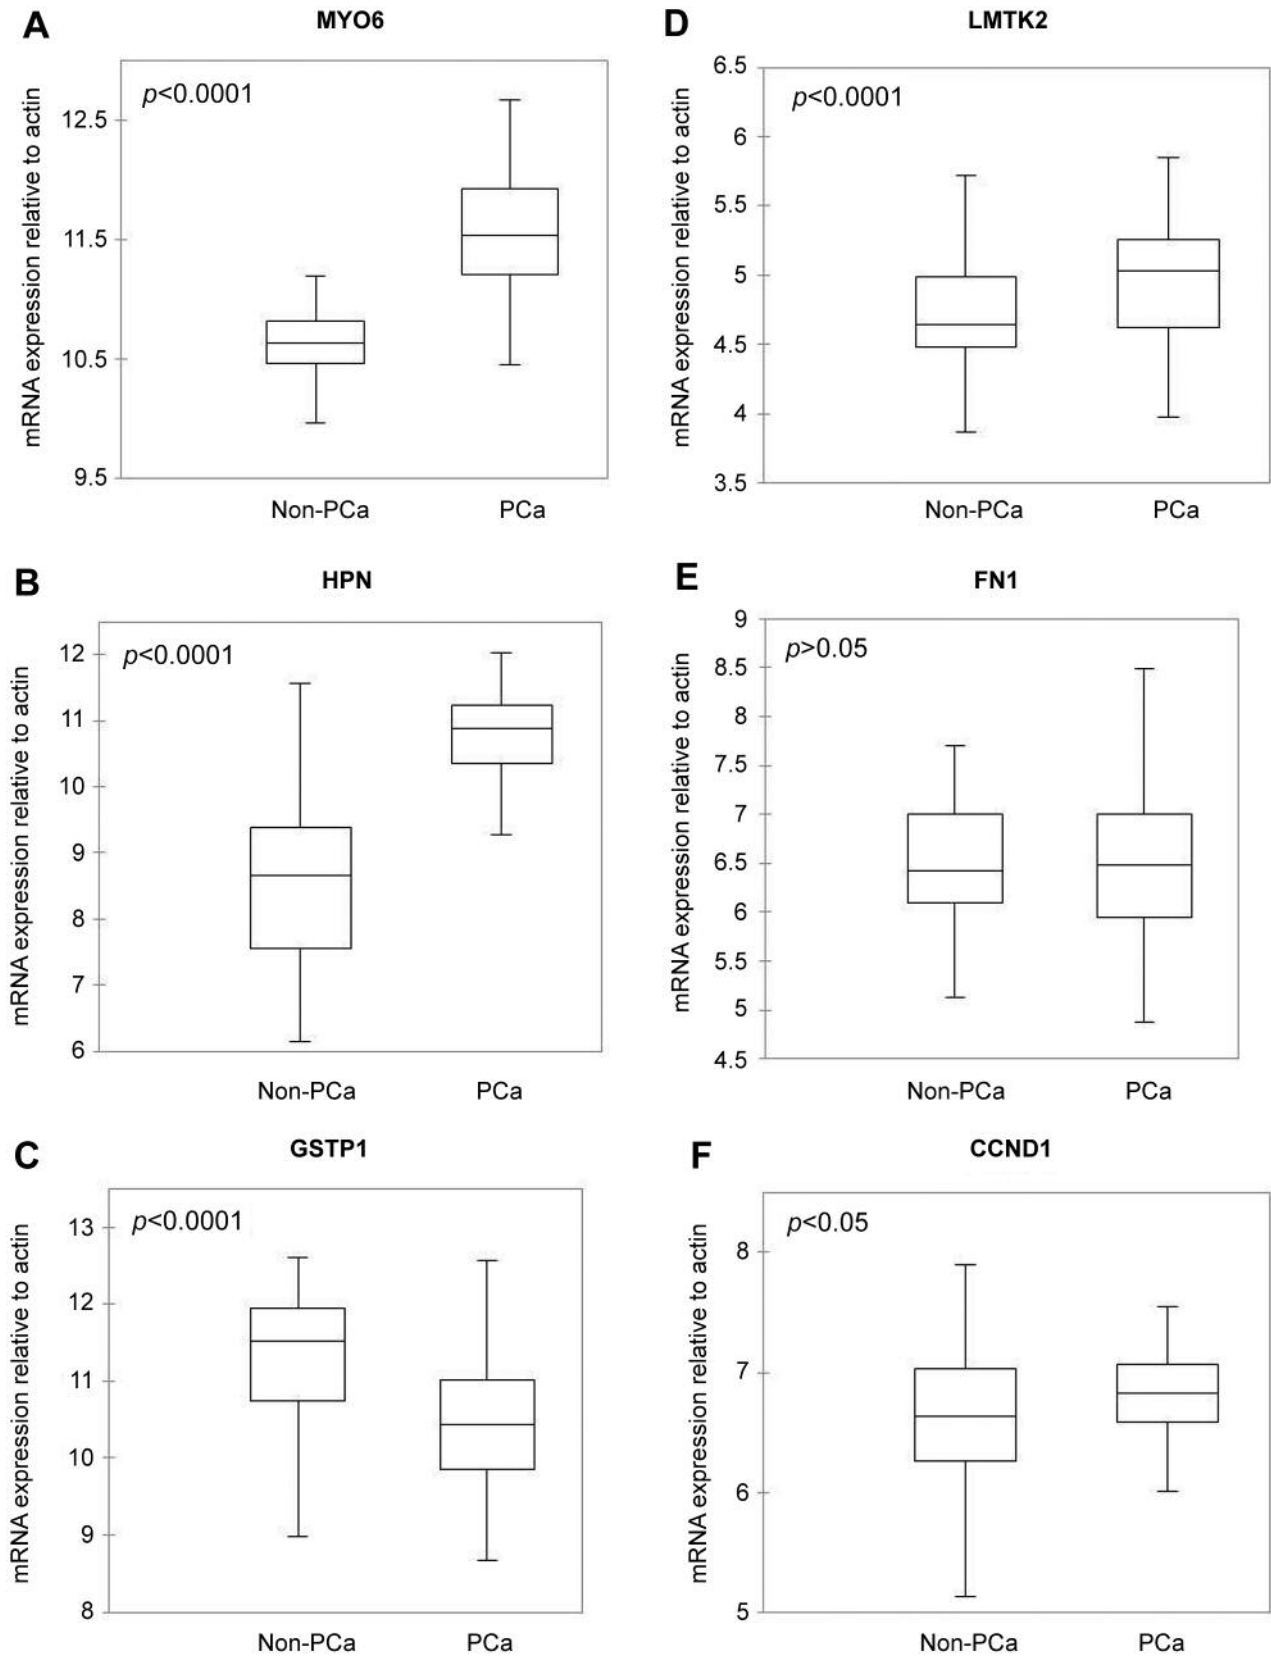 A
MYO6
p<0.0001
mRNA expression relative to actin
12.5
11.5
10.5
9.5
Non-PCa
PCa
B
HPN
p<0.0001
mRNA expression relative to actin
12
11
10
9
8
7
6
Non-PCa
PCa
C
GSTP1
p<0.0001
mRNA expression relative to actin
13
12
11
10
9
8
Non-PCa
PCa
D
LMTK2
p<0.0001
mRNA expression relative to actin
6.5
6
5.5
5
4.5
4
3.5
Non-PCa
PCa
E
FN1
p>0.05
mRNA expression relative to actin
9
8.5
8
7.5
7
6.5
6
5.5
5
4.5
Non-PCa
PCa
F
CCND1
p<0.05
mRNA expression relative to actin
8
7
6
5
Non-PCa
PCa